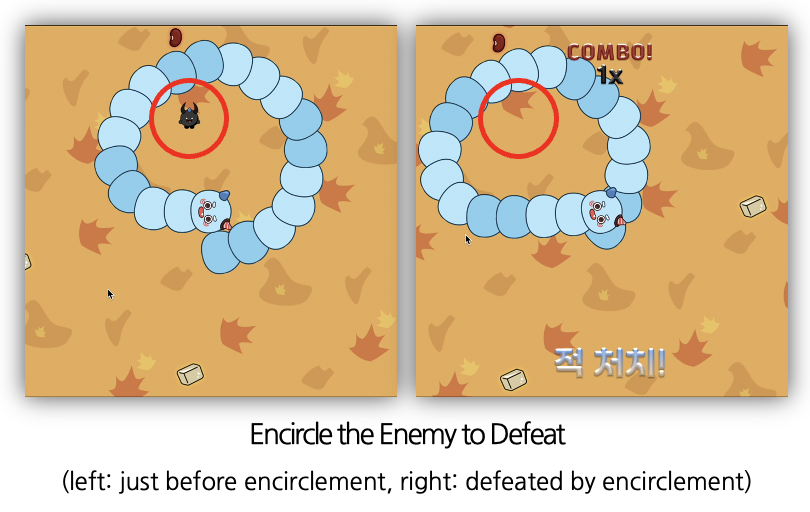 COMBO!
1x
적 처치!
Encircle the Enemy to Defeat
(left: just before encirclement, right: defeated by encirclement)